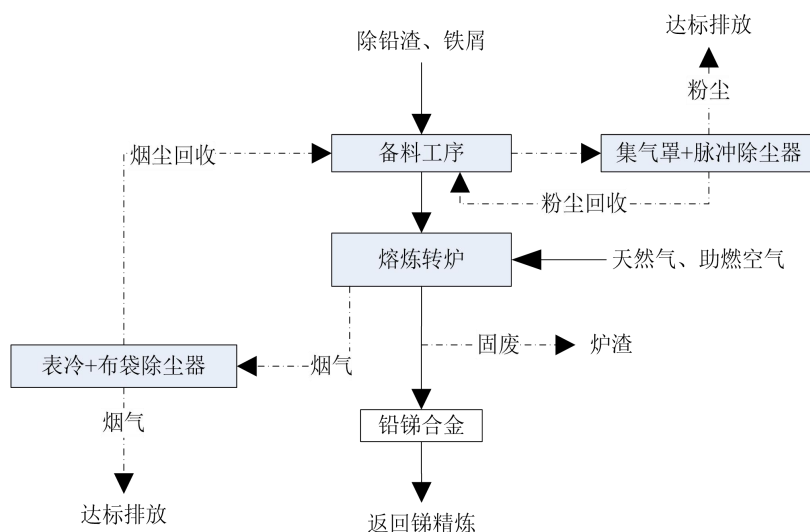 达标排放
除铅渣、铁屑
粉尘
烟尘回收
备料工序
集气罩+脉冲除尘器
粉尘回收
熔炼转炉
天然气、助燃空气
固废
炉渣
表冷+布袋除尘器
烟气
烟气
铅锑合金
达标排放
返回锑精炼